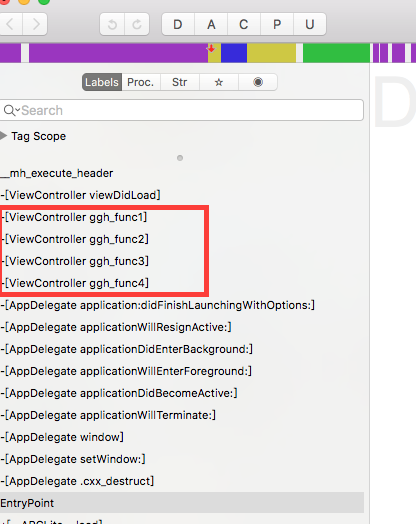 D A C P U
Labels Proc. Str
Search
Tag Scope
__mh_execute_header
-[ViewController viewDidLoad]
-[ViewController ggh_func1]
-[ViewController ggh_func2]
-[ViewController ggh_func3]
-[ViewController ggh_func4]
-[AppDelegate application:didFinishLaunchingWithOptions:]
-[AppDelegate applicationWillResignActive:]
-[AppDelegate applicationDidEnterBackground:]
-[AppDelegate applicationWillEnterForeground:]
-[AppDelegate applicationDidBecomeActive:]
-[AppDelegate applicationWillTerminate:]
-[AppDelegate window]
-[AppDelegate setWindow:]
-[AppDelegate .cxx_destruct]
EntryPoint
D